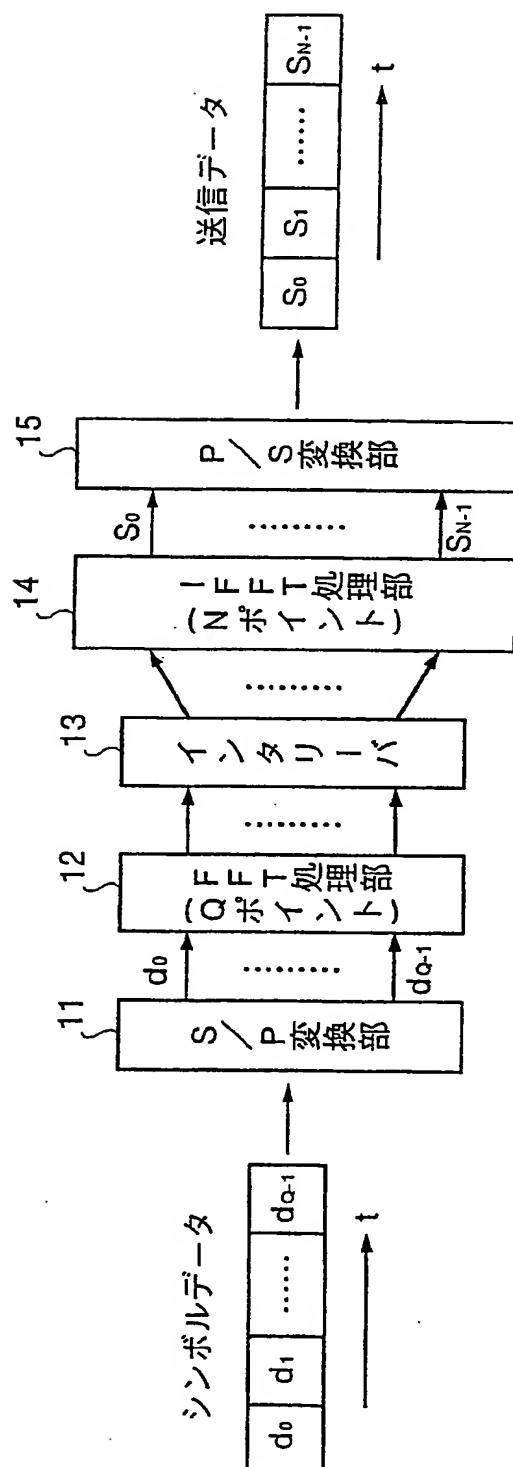 シンボルデータ
d0 d1 ...... dQ-1
t
11
S/P変換部
d0
.........
dQ-1
12
FFT処理部
(Qポイント)
.........
13
インタリーバ
.........
14
IFFT処理部
(Nポイント)
S0
.........
SN-1
15
P/S変換部
送信データ
S0 S1 ...... SN-1
t